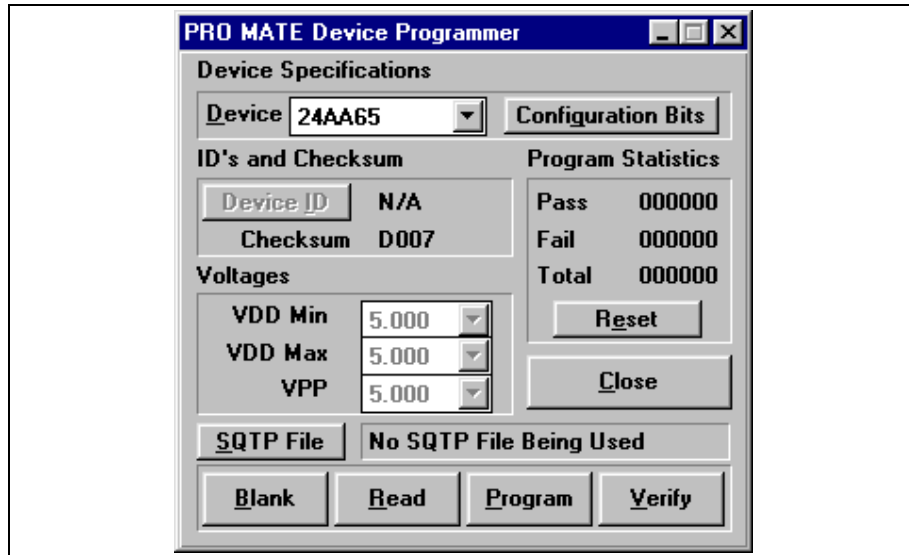 PRO MATE Device Programmer
Device Specifications
Device 24AA65 Configuration Bits
ID's and Checksum
Device ID N/A
Checksum D007
Program Statistics
Pass 000000
Fail 000000
Total 000000
Reset
Voltages
VDD Min 5.000
VDD Max 5.000
VPP 5.000
Close
SQTP File No SQTP File Being Used
Blank Read Program Verify